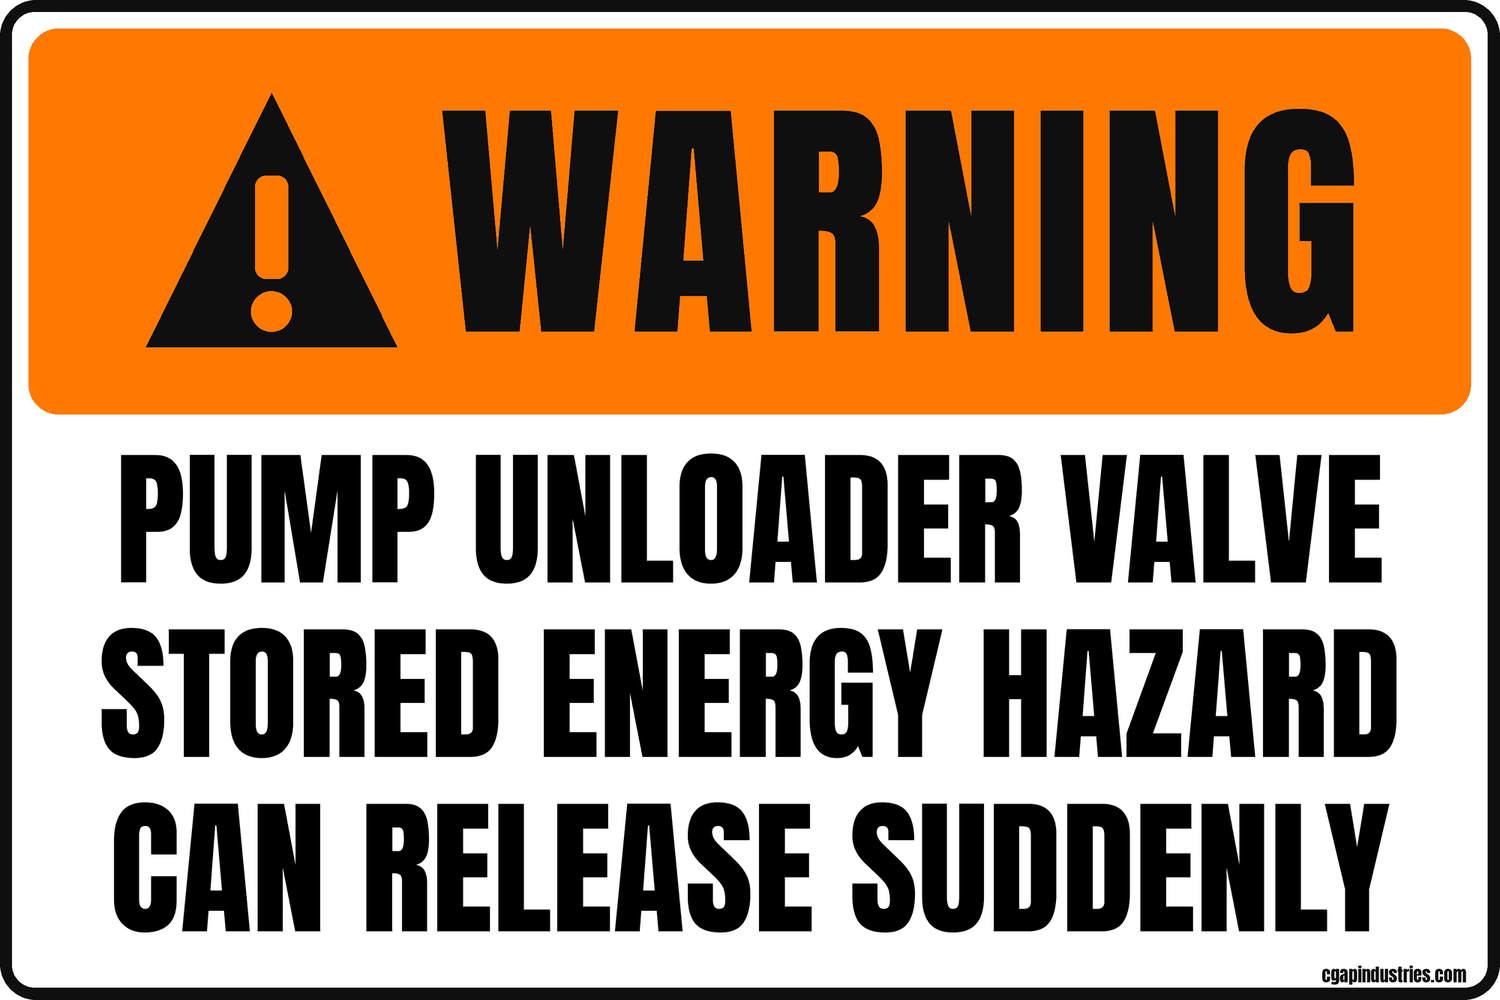 WARNING
PUMP UNLOADER VALVE
STORED ENERGY HAZARD
CAN RELEASE SUDDENLY
cgapindustries.com